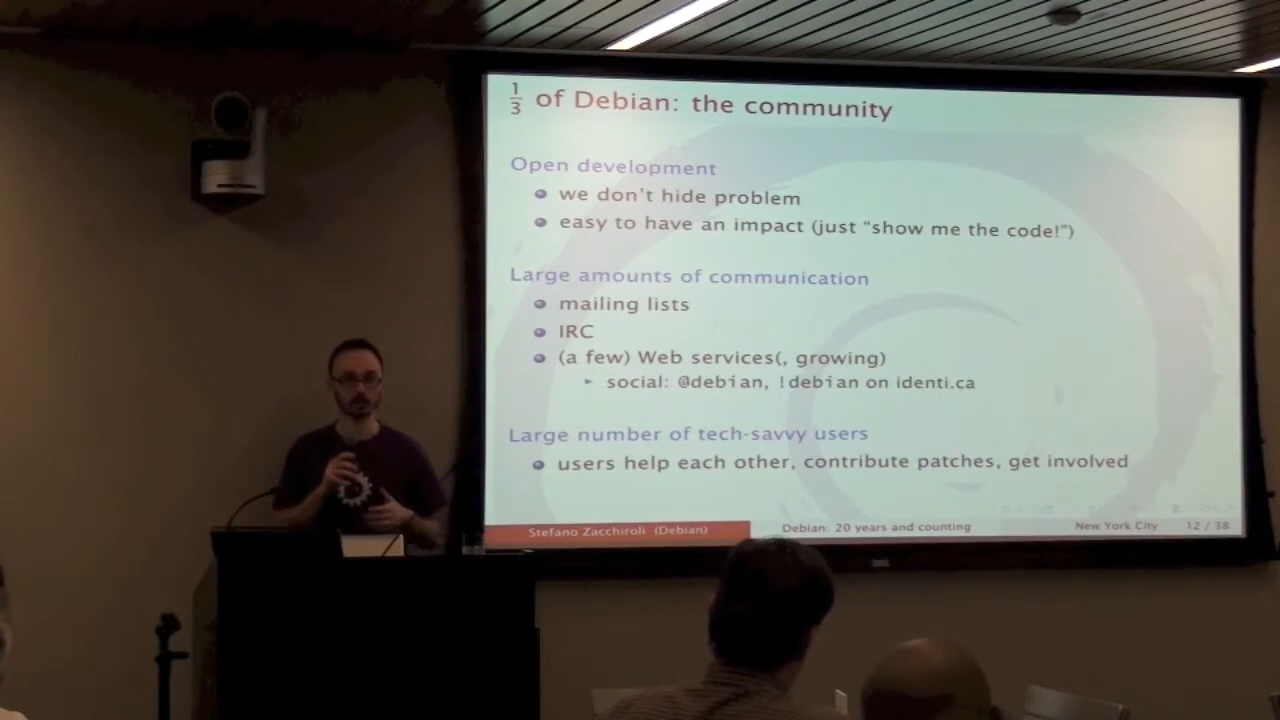 1/3 of Debian: the community
Open development
we don't hide problem
easy to have an impact (just “show me the code!”)
Large amounts of communication
mailing lists
IRC
(a few) Web services(, growing)
social: @debian, !debian on identi.ca
Large number of tech-savvy users
users help each other, contribute patches, get involved
Stefano Zacchiroli (Debian) Debian: 20 years and counting New York City 12 / 38